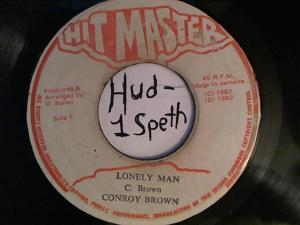 HIT MASTER
Produced &
Arranged by
D. Bailey
Side 1
45 R.P.M.
Made in Jamaica
(C) 1982
(D) 1982
Hud-
1 Speth
LONELY MAN
C. Brown
CONROY BROWN